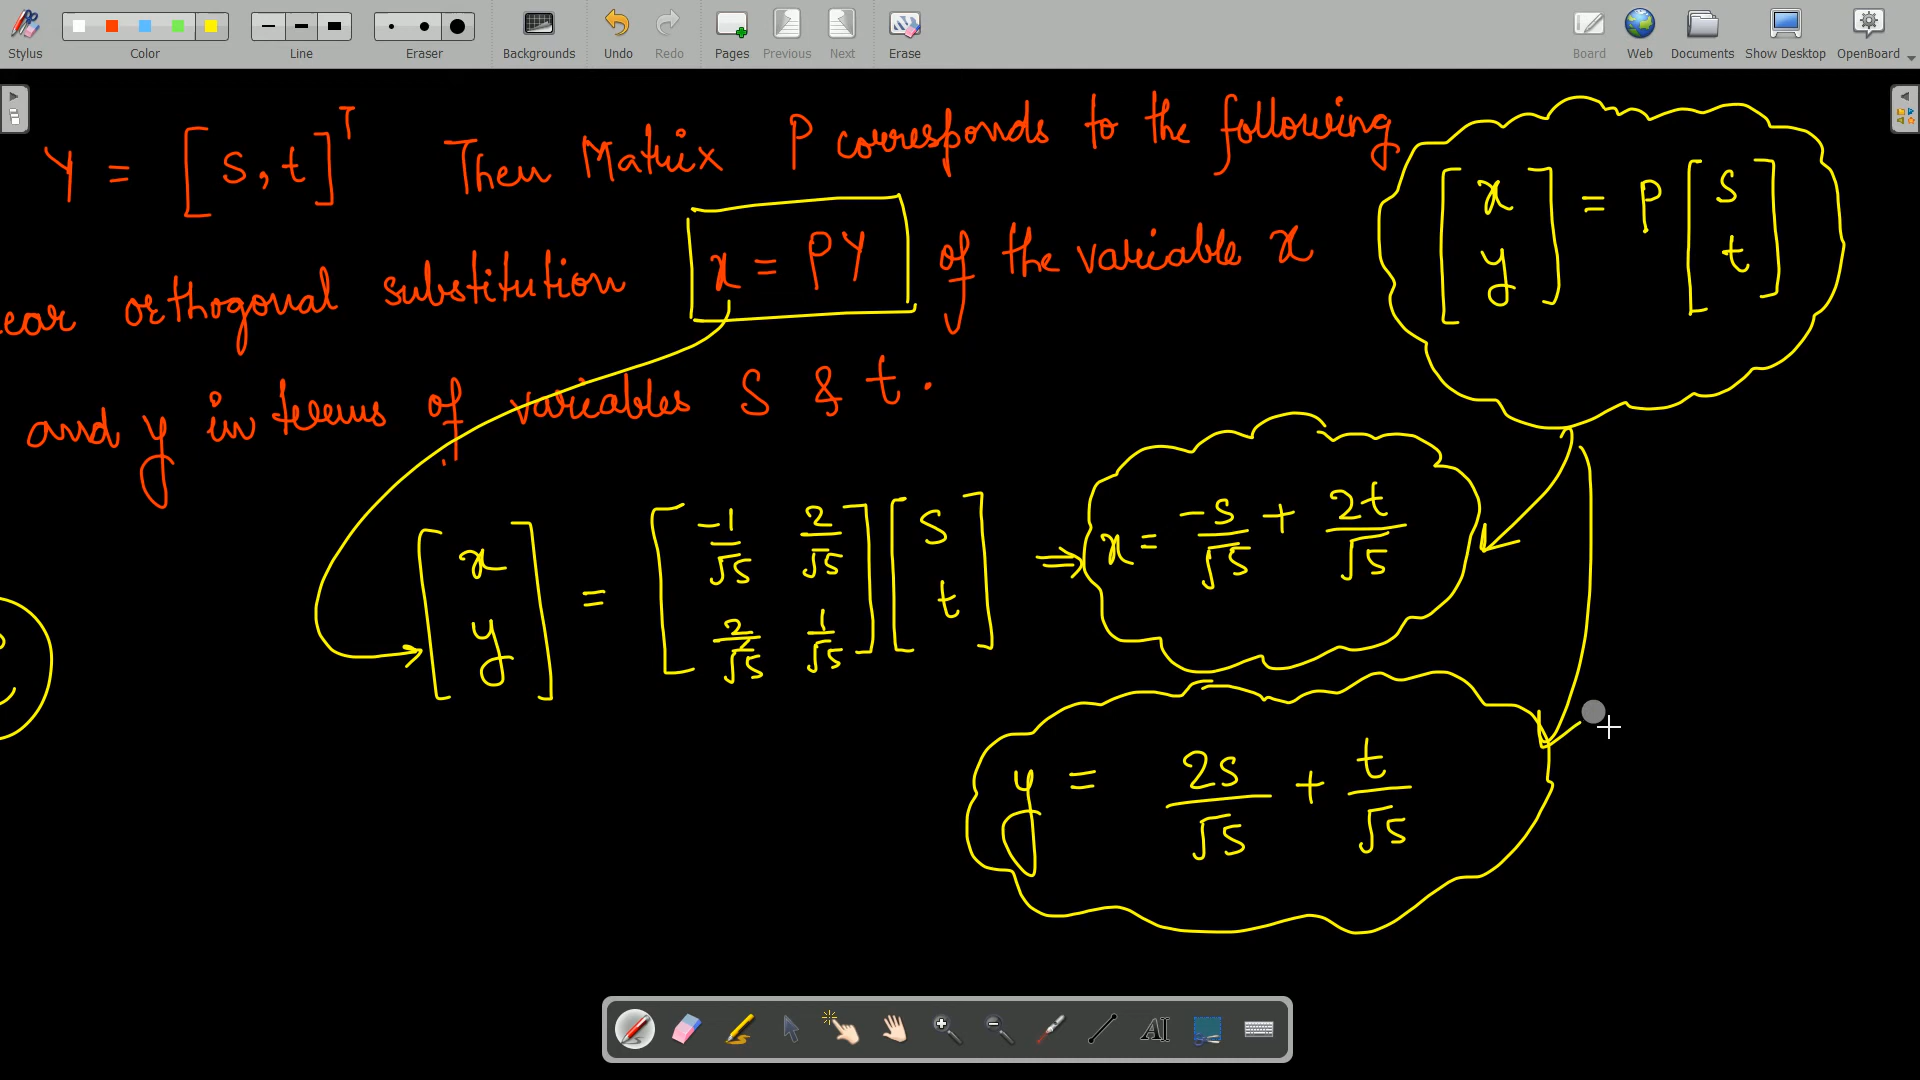 Stylus Color Line Eraser Backgrounds Undo Redo Pages Previous Next Erase Board Web Documents Show Desktop OpenBoard
Y = [s, t]^T Then Matrix P corresponds to the following
ear orthogonal substitution x = PY of the variable x
and y in terms of variables S & t.
[x y] = P [s t]
[x y] = [-1/√5 2/√5 2/√5 1/√5] [s t] ⇒ x = -s/√5 + 2t/√5
y = 2s/√5 + t/√5